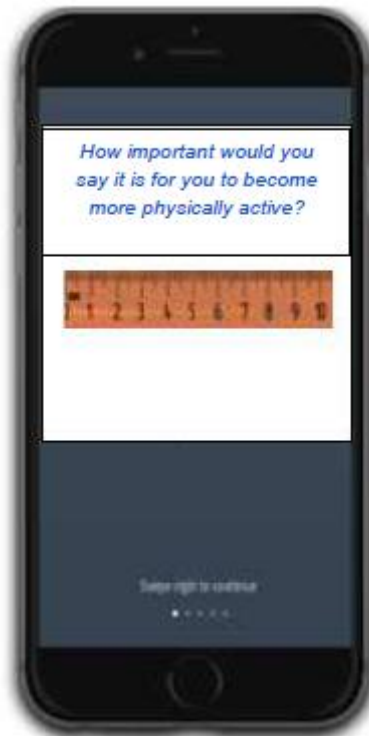 How important would you
say it is for you to become
more physically active?
1 2 3 4 5 6 7 8 9 10
Swipe right to continue